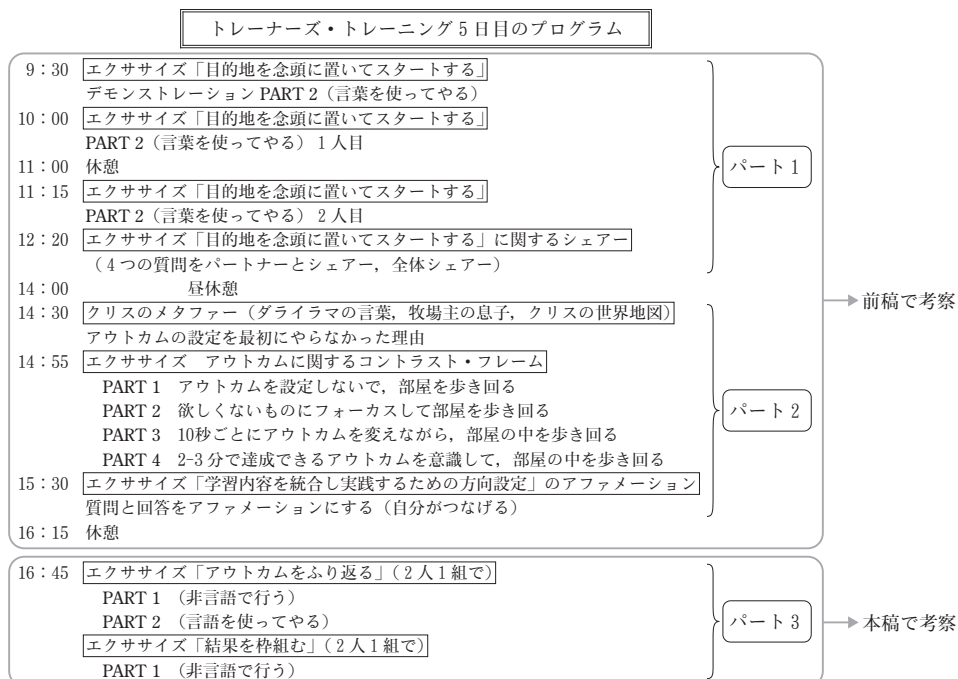 トレーナーズ・トレーニング5日目のプログラム
9：30 エクササイズ「目的地を念頭に置いてスタートする」
デモンストレーション PART 2（言葉を使ってやる）
10：00 エクササイズ「目的地を念頭に置いてスタートする」
PART 2（言葉を使ってやる） 1人目
11：00 休憩
11：15 エクササイズ「目的地を念頭に置いてスタートする」
PART 2（言葉を使ってやる） 2人目
12：20 エクササイズ「目的地を念頭に置いてスタートする」に関するシェアー
（4つの質問をパートナーとシェアー，全体シェアー）
パート1
14：00 昼休憩
14：30 クリスのメタファー（ダライラマの言葉，牧場主の息子，クリスの世界地図）
アウトカムの設定を最初にやらなかった理由
14：55 エクササイズ アウトカムに関するコントラスト・フレーム
PART 1 アウトカムを設定しないで，部屋を歩き回る
PART 2 欲しくないものにフォーカスして部屋を歩き回る
PART 3 10秒ごとにアウトカムを変えながら，部屋の中を歩き回る
PART 4 2-3分で達成できるアウトカムを意識して，部屋の中を歩き回る
15：30 エクササイズ「学習内容を統合し実践するための方向設定」のアファメーション
質問と回答をアファメーションにする（自分がつなげる）
パート2
16：15 休憩
前稿で考察
16：45 エクササイズ「アウトカムをふり返る」（2人1組で）
PART 1 （非言語で行う）
PART 2 （言語を使ってやる）
エクササイズ「結果を枠組む」（2人1組で）
PART 1 （非言語で行う）
パート3
本稿で考察